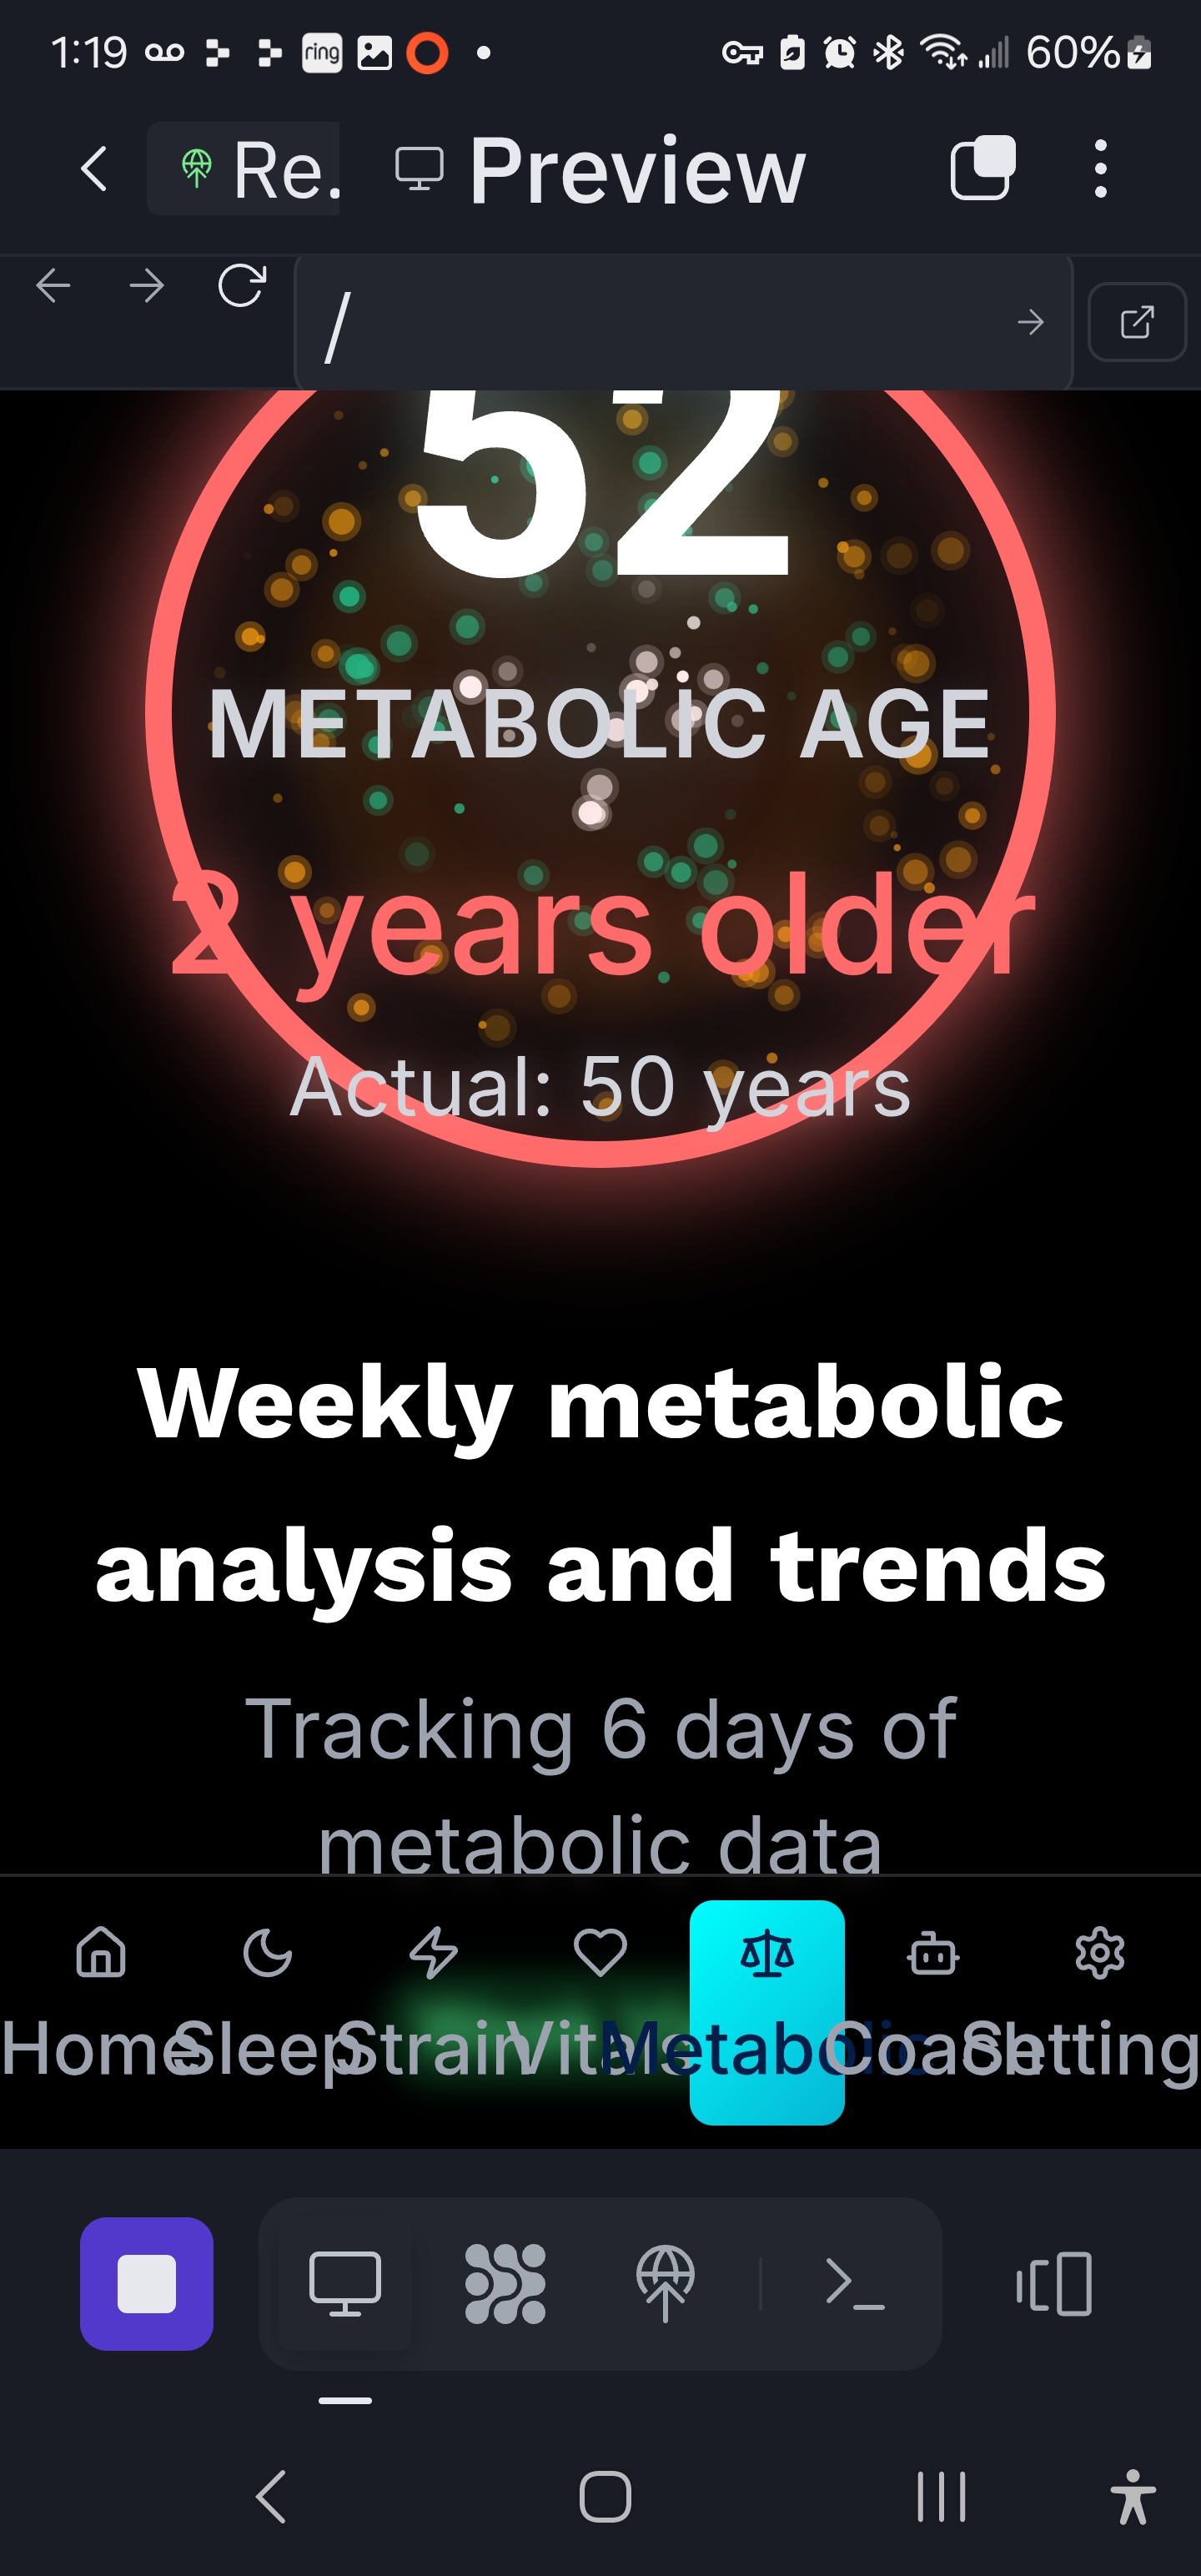 1:19
ring
60%
Re.
Preview
/
52
METABOLIC AGE
2 years older
Actual: 50 years
Weekly metabolic
analysis and trends
Tracking 6 days of
metabolic data
Home
Sleep
Strain
Vitals
Metabolic
Coach
Setting